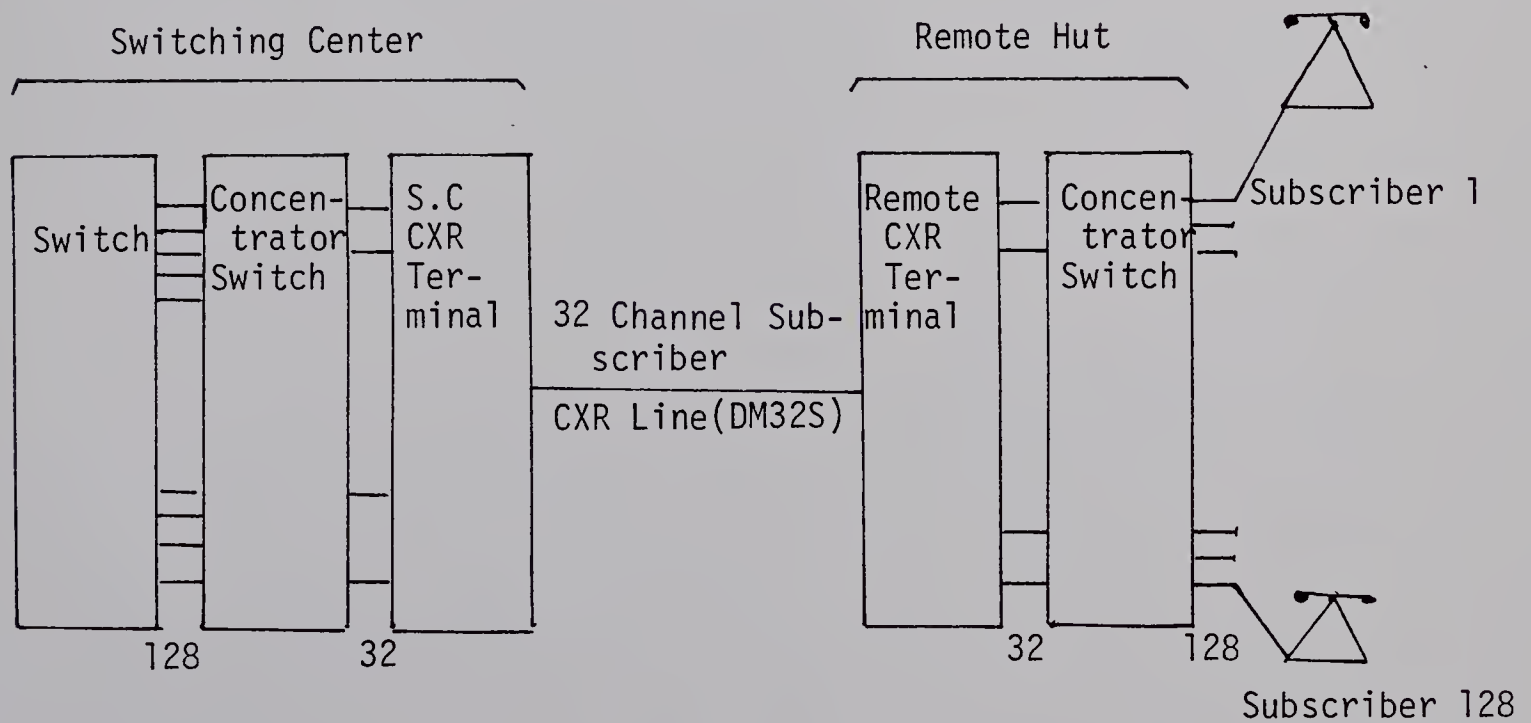 Switching Center
Remote Hut
Switch
Concen-
trator
Switch
S.C
CXR
Ter-
minal
32 Channel Sub-
scriber
CXR Line(DM32S)
Remote
CXR
Ter-
minal
Concen-
trator
Switch
Subscriber 1
128
32
32
128
Subscriber 128